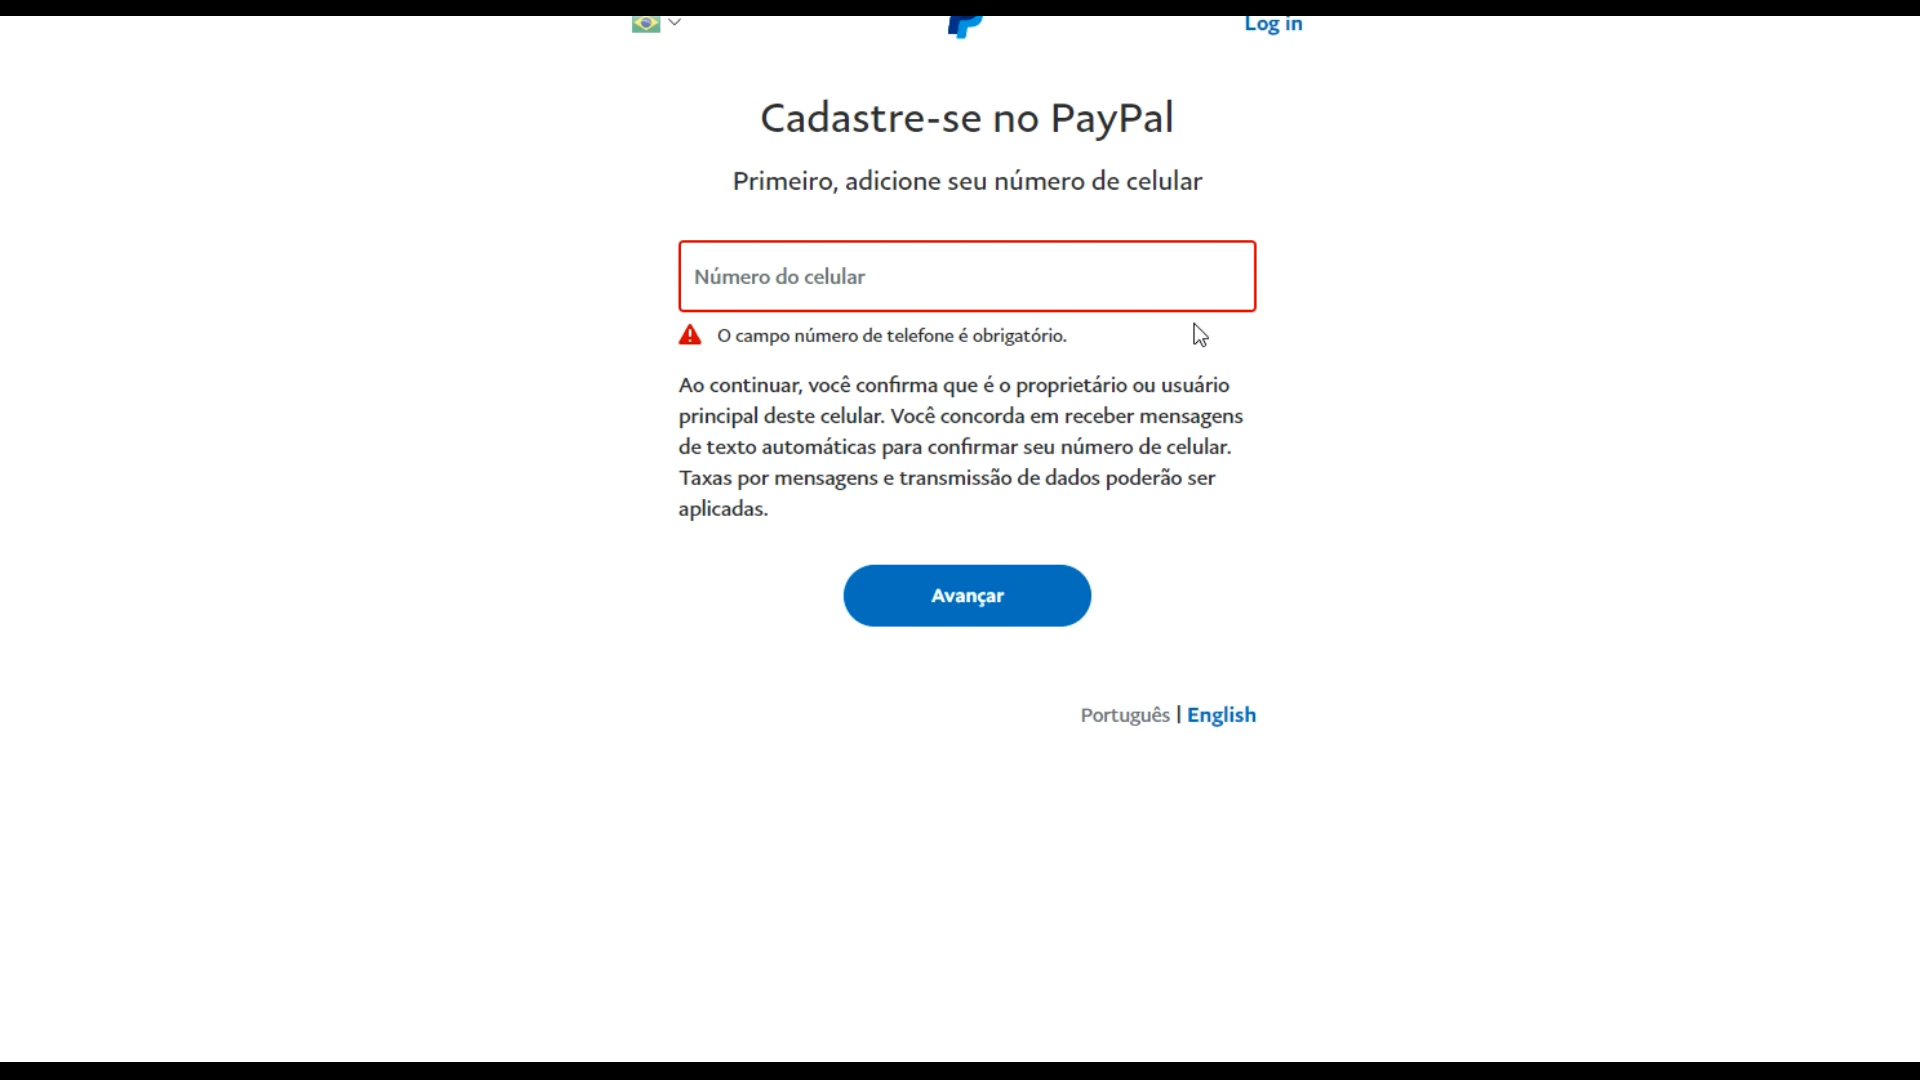 Log in
Cadastre-se no PayPal
Primeiro, adicione seu número de celular
Número do celular
O campo número de telefone é obrigatório.
Ao continuar, você confirma que é o proprietário ou usuário
principal deste celular. Você concorda em receber mensagens
de texto automáticas para confirmar seu número de celular.
Taxas por mensagens e transmissão de dados poderão ser
aplicadas.
Avançar
Português | English